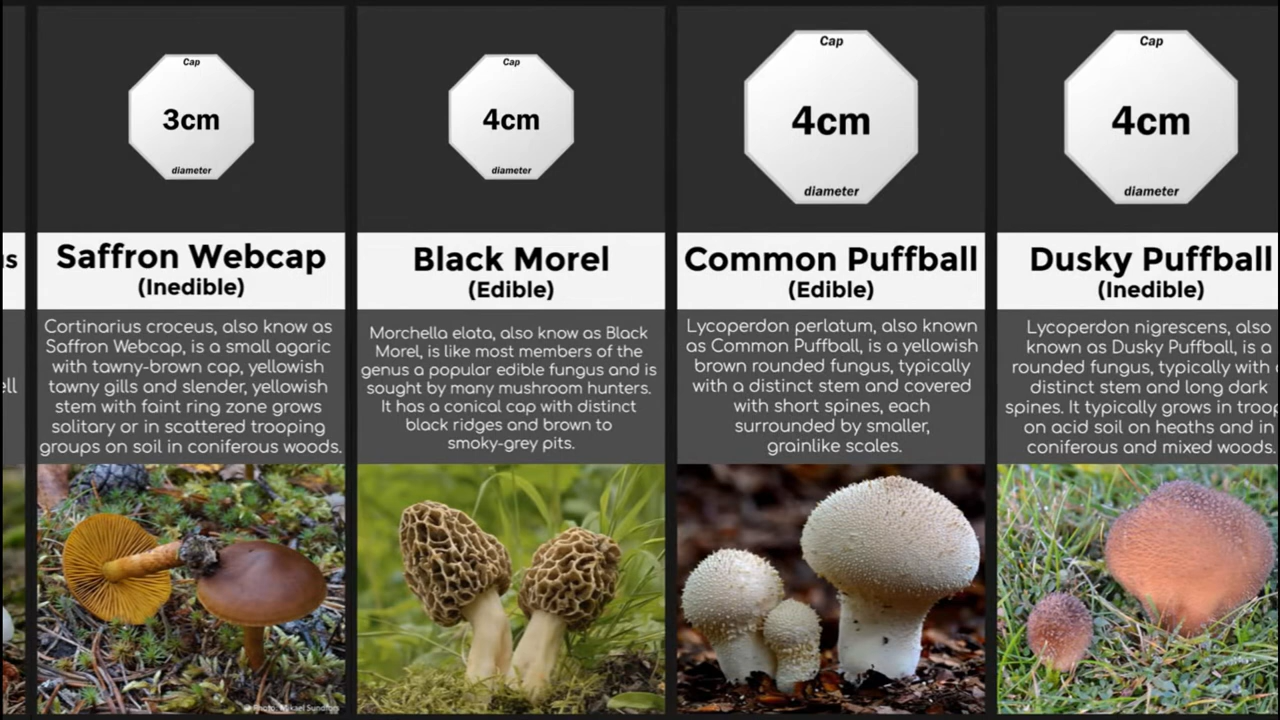 us
ell
Cap
3cm
diameter
Saffron Webcap
(Inedible)
Cortinarius croceus, also know as
Saffron Webcap, is a small agaric
with tawny-brown cap, yellowish
tawny gills and slender, yellowish
stem with faint ring zone grows
solitary or in scattered trooping
groups on soil in coniferous woods.
Photo: Mikael Sundin
Cap
4cm
diameter
Black Morel
(Edible)
Morchella elata, also know as Black
Morel, is like most members of the
genus a popular edible fungus and is
sought by many mushroom hunters.
It has a conical cap with distinct
black ridges and brown to
smoky-grey pits.
Cap
4cm
diameter
Common Puffball
(Edible)
Lycoperdon perlatum, also known
as Common Puffball, is a yellowish
brown rounded fungus, typically
with a distinct stem and covered
with short spines, each
surrounded by smaller,
grainlike scales.
Cap
4cm
diameter
Dusky Puffball
(Inedible)
Lycoperdon nigrescens, also
known as Dusky Puffball, is a
rounded fungus, typically with
distinct stem and long dark
spines. It typically grows in troop
on acid soil on heaths and in
coniferous and mixed woods.